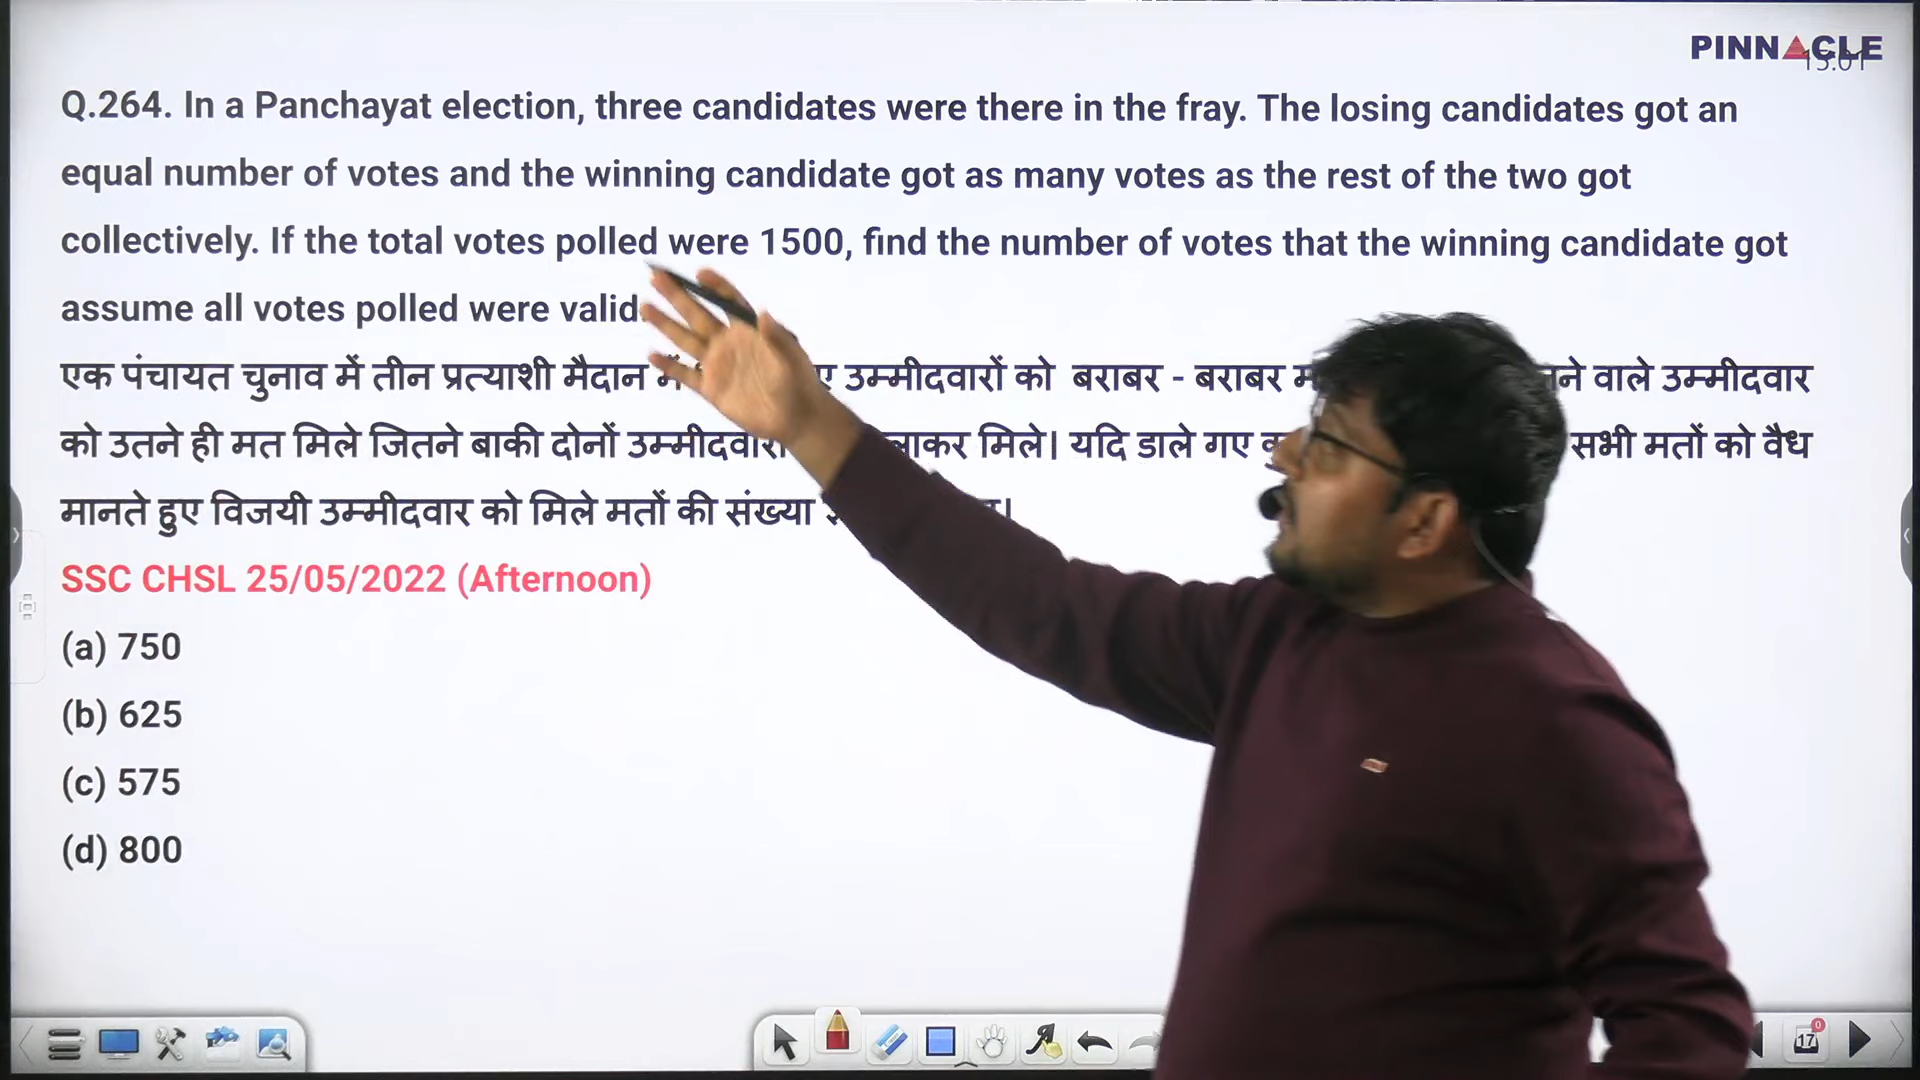 PINNACLE
Q.264. In a Panchayat election, three candidates were there in the fray. The losing candidates got an
equal number of votes and the winning candidate got as many votes as the rest of the two got
collectively. If the total votes polled were 1500, find the number of votes that the winning candidate got
assume all votes polled were valid.
एक पंचायत चुनाव में तीन प्रत्याशी मैदान में उम्मीदवारों को बराबर - बराबर वाले उम्मीदवार
को उतने ही मत मिले जितने बाकी दोनों मिले। यदि डाले गए सभी मतों को वैध
मानते हुए विजयी उम्मीदवार को मिले मतों की संख्या
SSC CHSL 25/05/2022 (Afternoon)
(a) 750
(b) 625
(c) 575
(d) 800
17
0